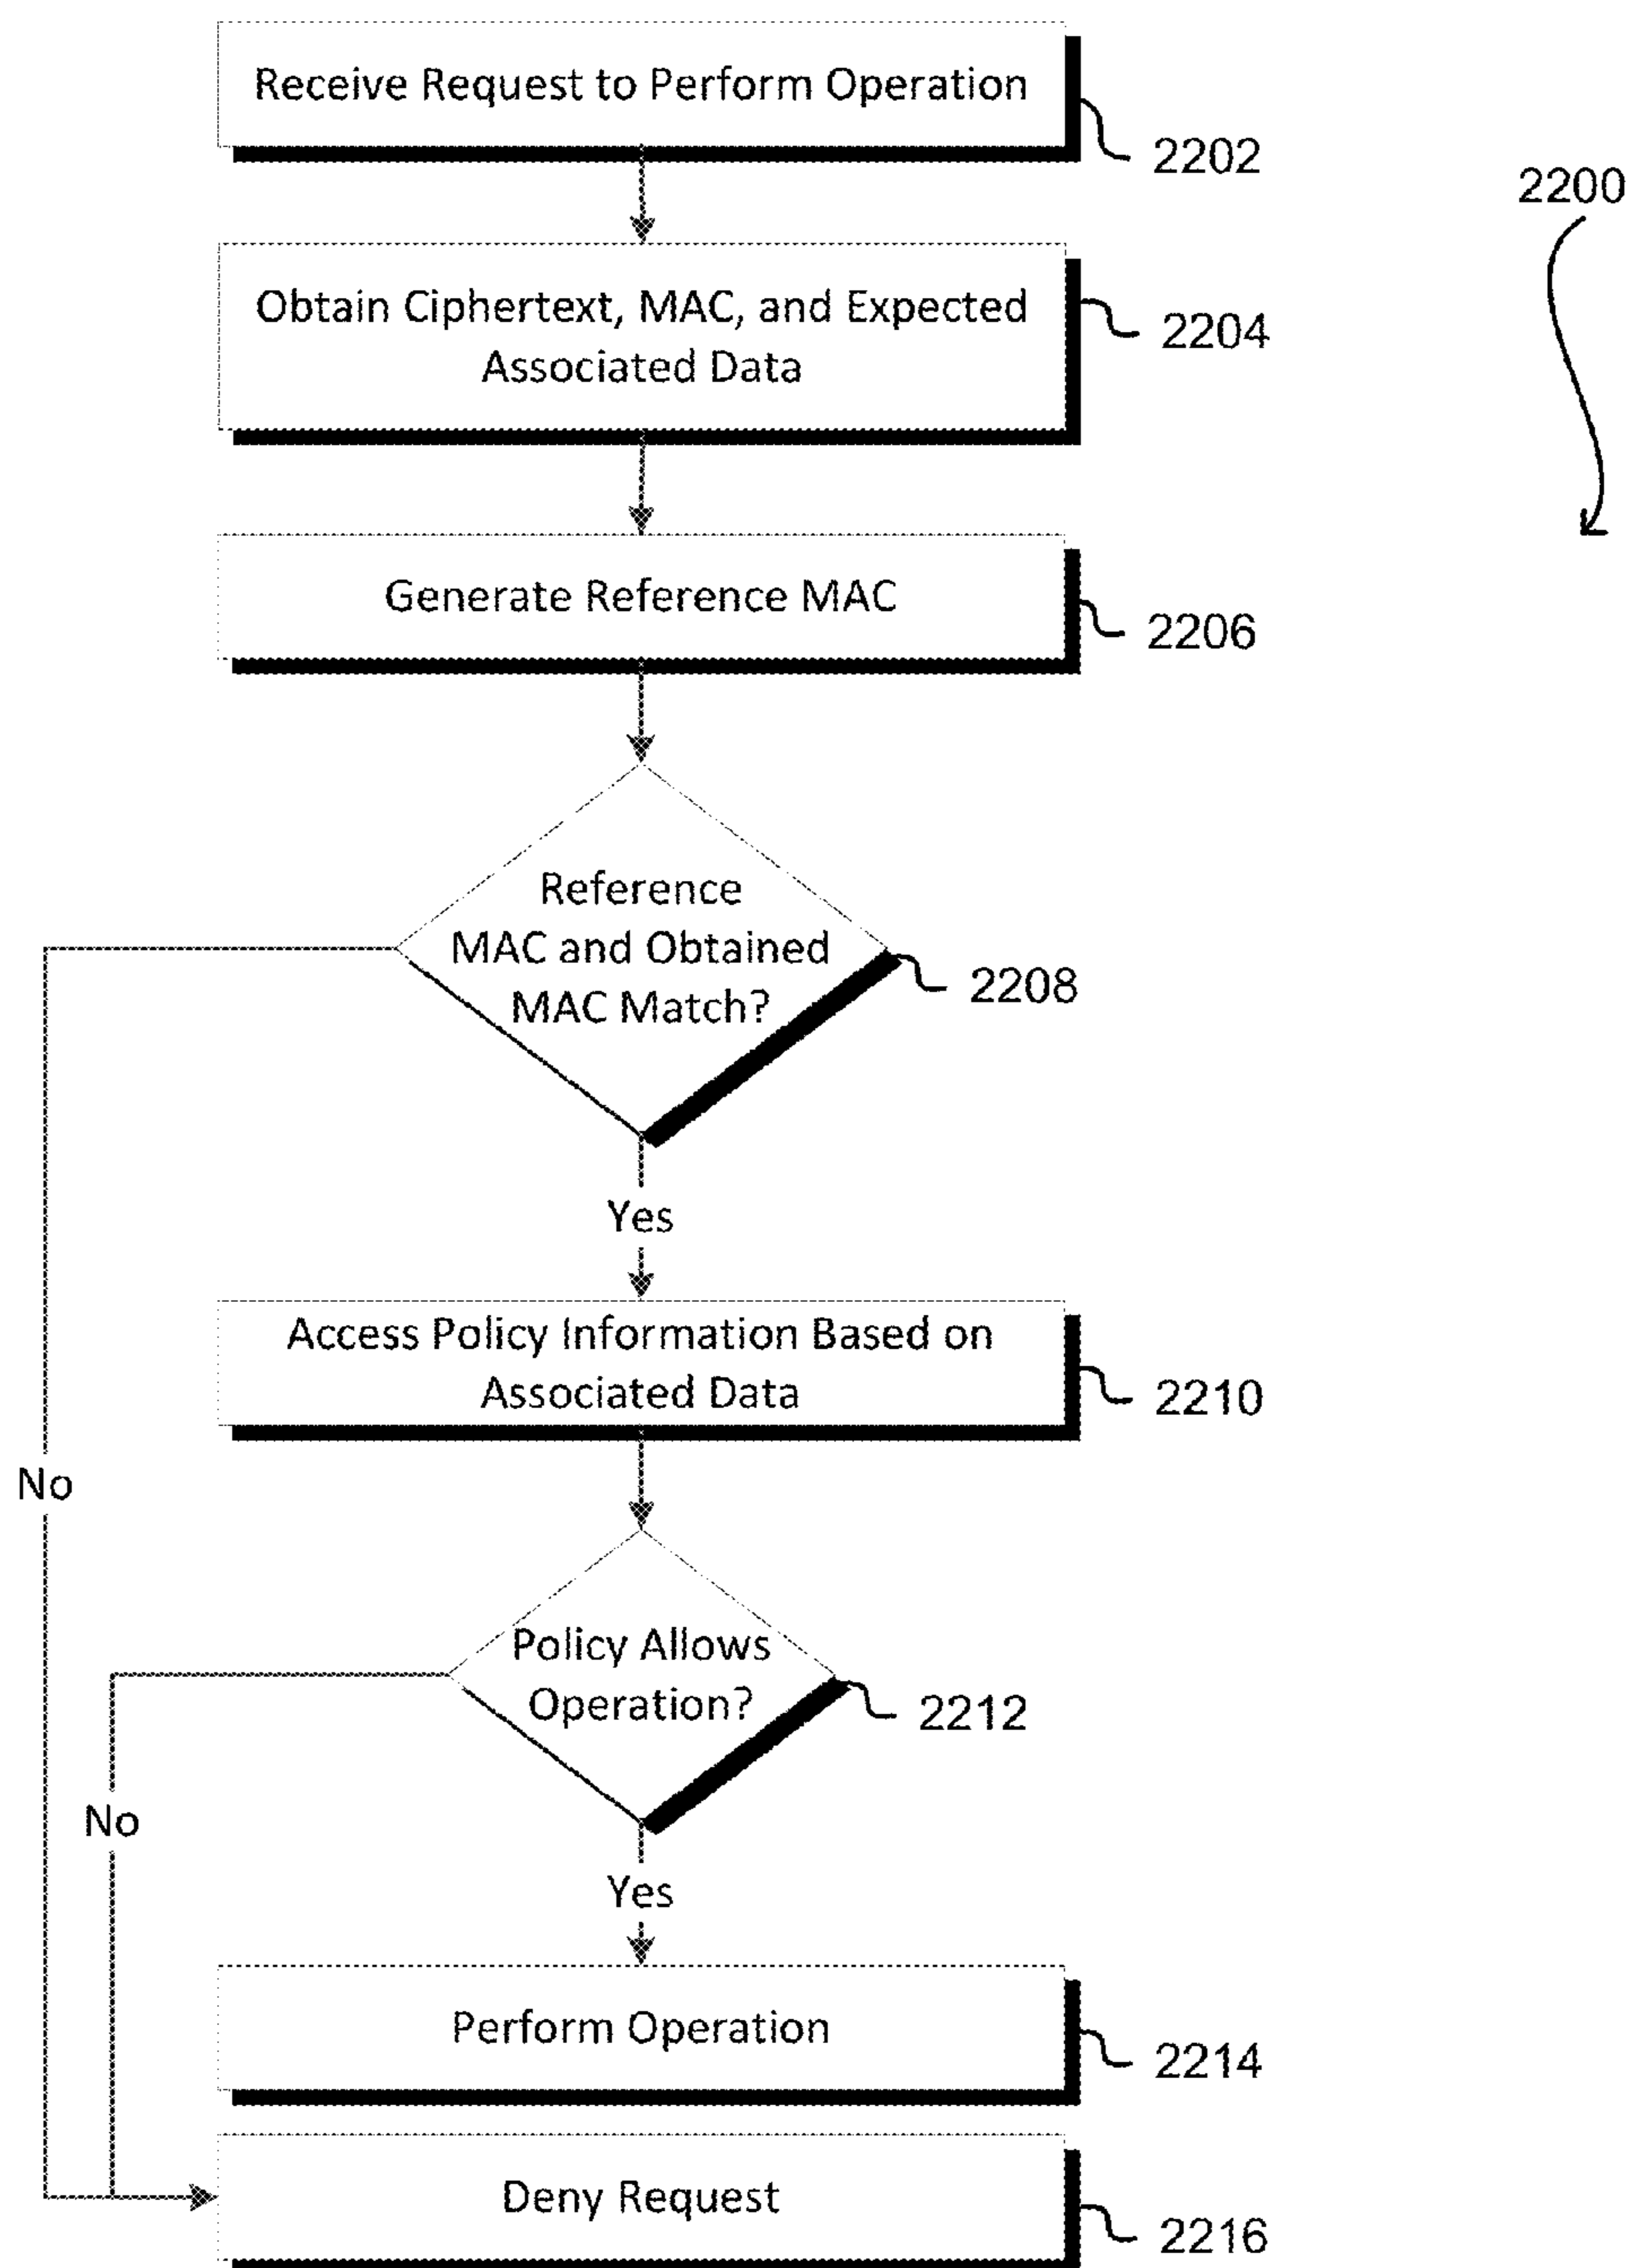 Receive Request to Perform Operation
2202
2200
Obtain Ciphertext, MAC, and Expected
Associated Data
2204
Generate Reference MAC
2206
Reference
MAC and Obtained
MAC Match?
2208
Yes
Access Policy Information Based on
Associated Data
2210
No
Policy Allows
Operation?
2212
No
Yes
Perform Operation
2214
Deny Request
2216